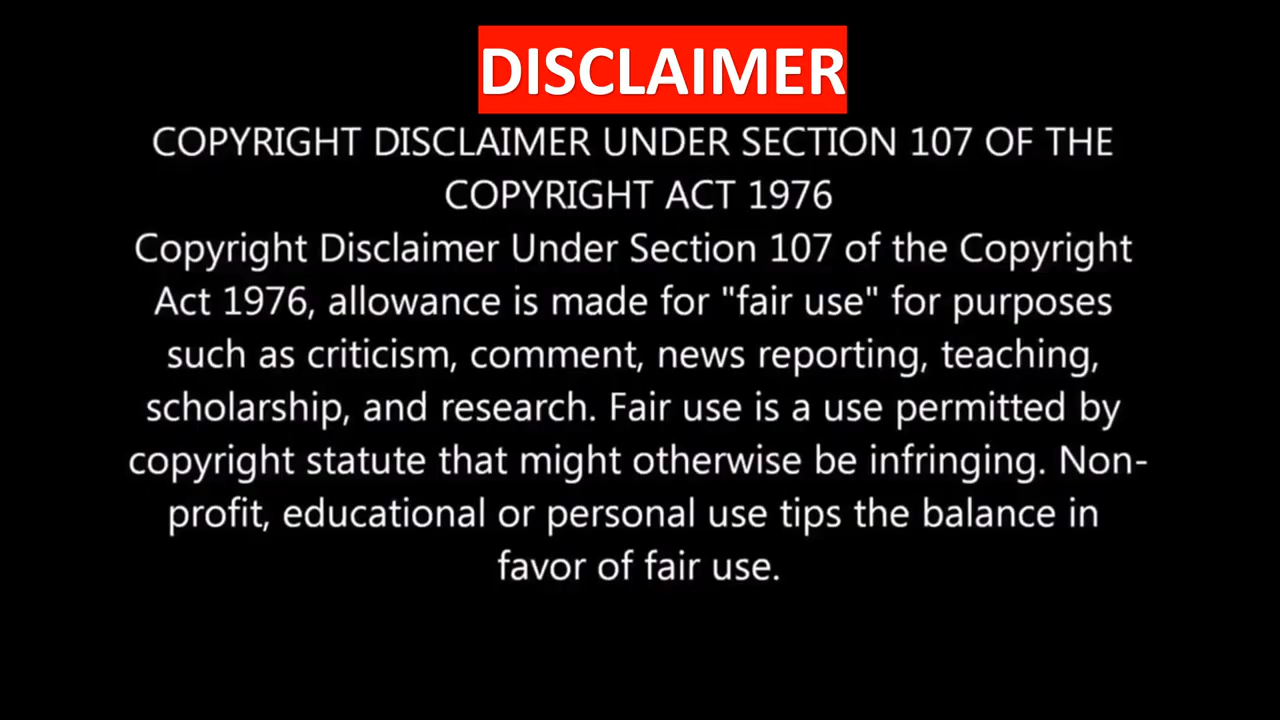 DISCLAIMER
COPYRIGHT DISCLAIMER UNDER SECTION 107 OF THE
COPYRIGHT ACT 1976
Copyright Disclaimer Under Section 107 of the Copyright
Act 1976, allowance is made for "fair use" for purposes
such as criticism, comment, news reporting, teaching,
scholarship, and research. Fair use is a use permitted by
copyright statute that might otherwise be infringing. Non-
profit, educational or personal use tips the balance in
favor of fair use.